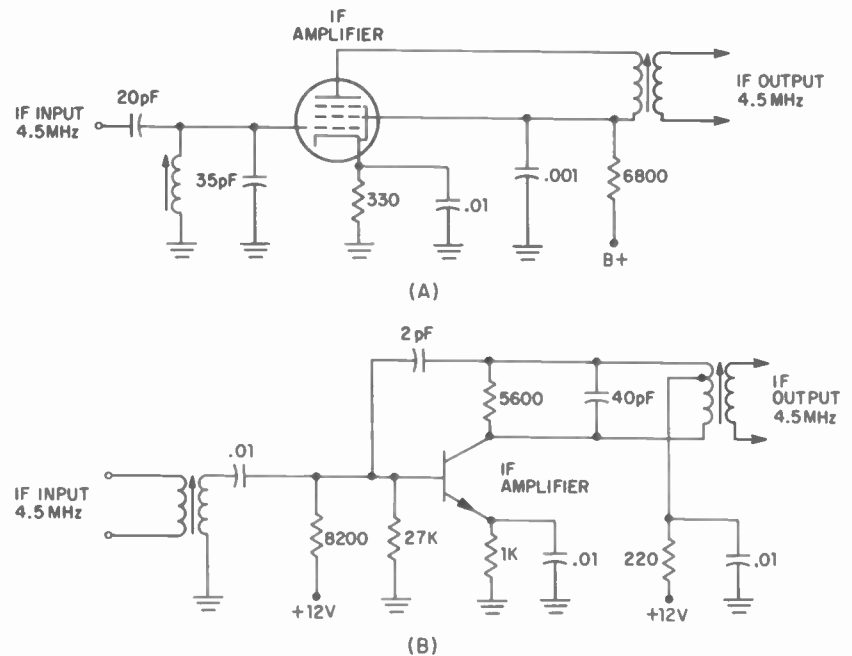 IF
AMPLIFIER
20pF
IF INPUT
4.5MHz
35pF
330
.01
.001
6800
B+
IF OUTPUT
4.5MHz
(A)
2pF
5600
40pF
IF
OUTPUT
4.5MHz
.01
IF INPUT
4.5MHz
IF
AMPLIFIER
8200
27K
1K
.01
220
.01
+12V
+12V
(B)